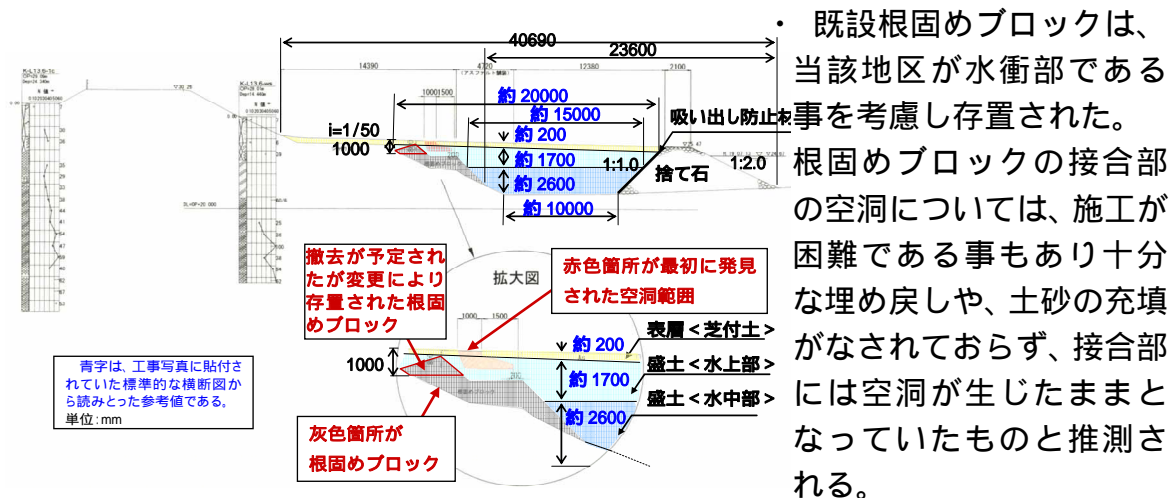 40690
23600
14390
4720
12380
2100
(アスファルト舗装)
1000
1500
約 20000
約 15000
吸い出し防止材
i=1/50
約 200
1000
約 1700
1:1.0
1:2.0
捨て石
約 2600
約 10000
撤去が予定され
たが変更により
存置された根固
めブロック
拡大図
赤色箇所が最初に発見
された空洞範囲
1000
1500
表層<芝付土>
約 200
1000
盛土<水上部>
約 1700
盛土<水中部>
約 2600
灰色箇所が
根固めブロック
青字は、工事写真に貼付さ
れていた標準的な横断図か
ら読みとった参考値である。
単位:mm
・ 既設根固めブロックは、
当該地区が水衝部である
事を考慮し存置された。
根固めブロックの接合部
の空洞については、施工が
困難である事もあり十分
な埋め戻しや、土砂の充填
がなされておらず、接合部
には空洞が生じたままと
なっていたものと推測さ
れる。